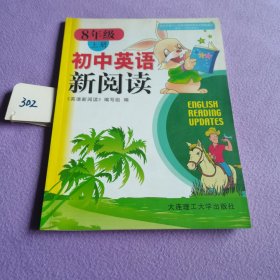 8年级
上册
初中英语
新阅读
《英语新阅读》编写组 编
302
ENGLISH
READING
UPDATES
大连理工大学出版社